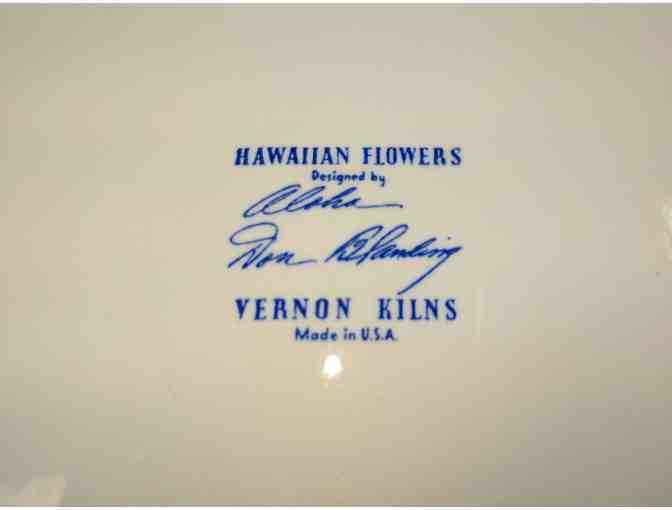 HAWAIIAN FLOWERS
Designed by
Aloha
Don Blanding
VERNON KILNS
Made in U.S.A.